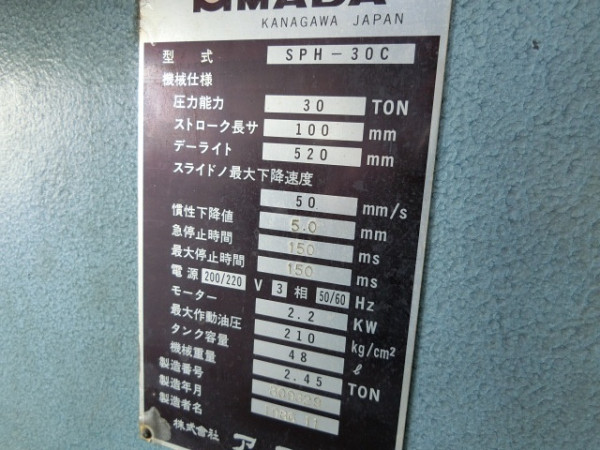 AMADA
KANAGAWA JAPAN
型式 SPH-30C
機械仕様
圧力能力 30 TON
ストローク長サ 100 mm
デーライト 520 mm
スライドノ最大下降速度
50 mm/s
慣性下降値 5.0 mm
急停止時間 150 ms
最大停止時間 150 ms
電源 200/220 V 3 相 50/60 Hz
モーター 2.2 KW
最大作動油圧 210 kg/cm²
タンク容量 48 ℓ
機械重量 2.45 TON
製造番号
製造年月
製造者名
株式会社 ア